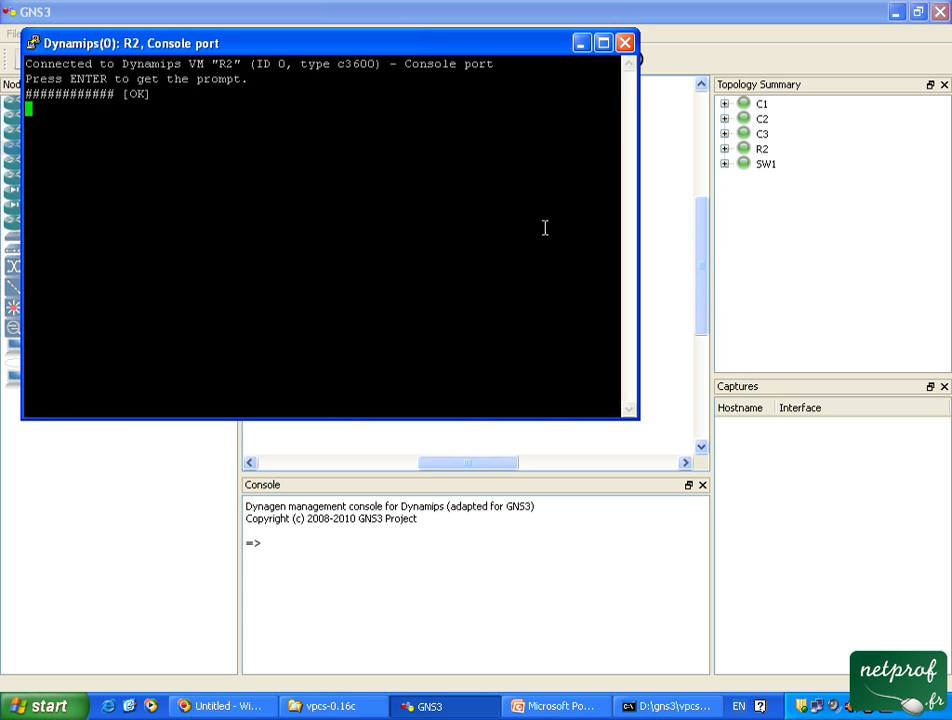 GNS3
Dynamips(0): R2, Console port
Connected to Dynamips VM "R2" (ID 0, type c3600) - Console port
Press ENTER to get the prompt.
############ [OK]
Topology Summary
C1
C2
C3
R2
SW1
Captures
Hostname Interface
Console
Dynagen management console for Dynamips (adapted for GNS3)
Copyright (c) 2008-2010 GNS3 Project
=>
start
Untitled - Wi...
vpcs-0.16c
GNS3
Microsoft Po...
D:\gns3\vpcs...
EN
netprof
.fr